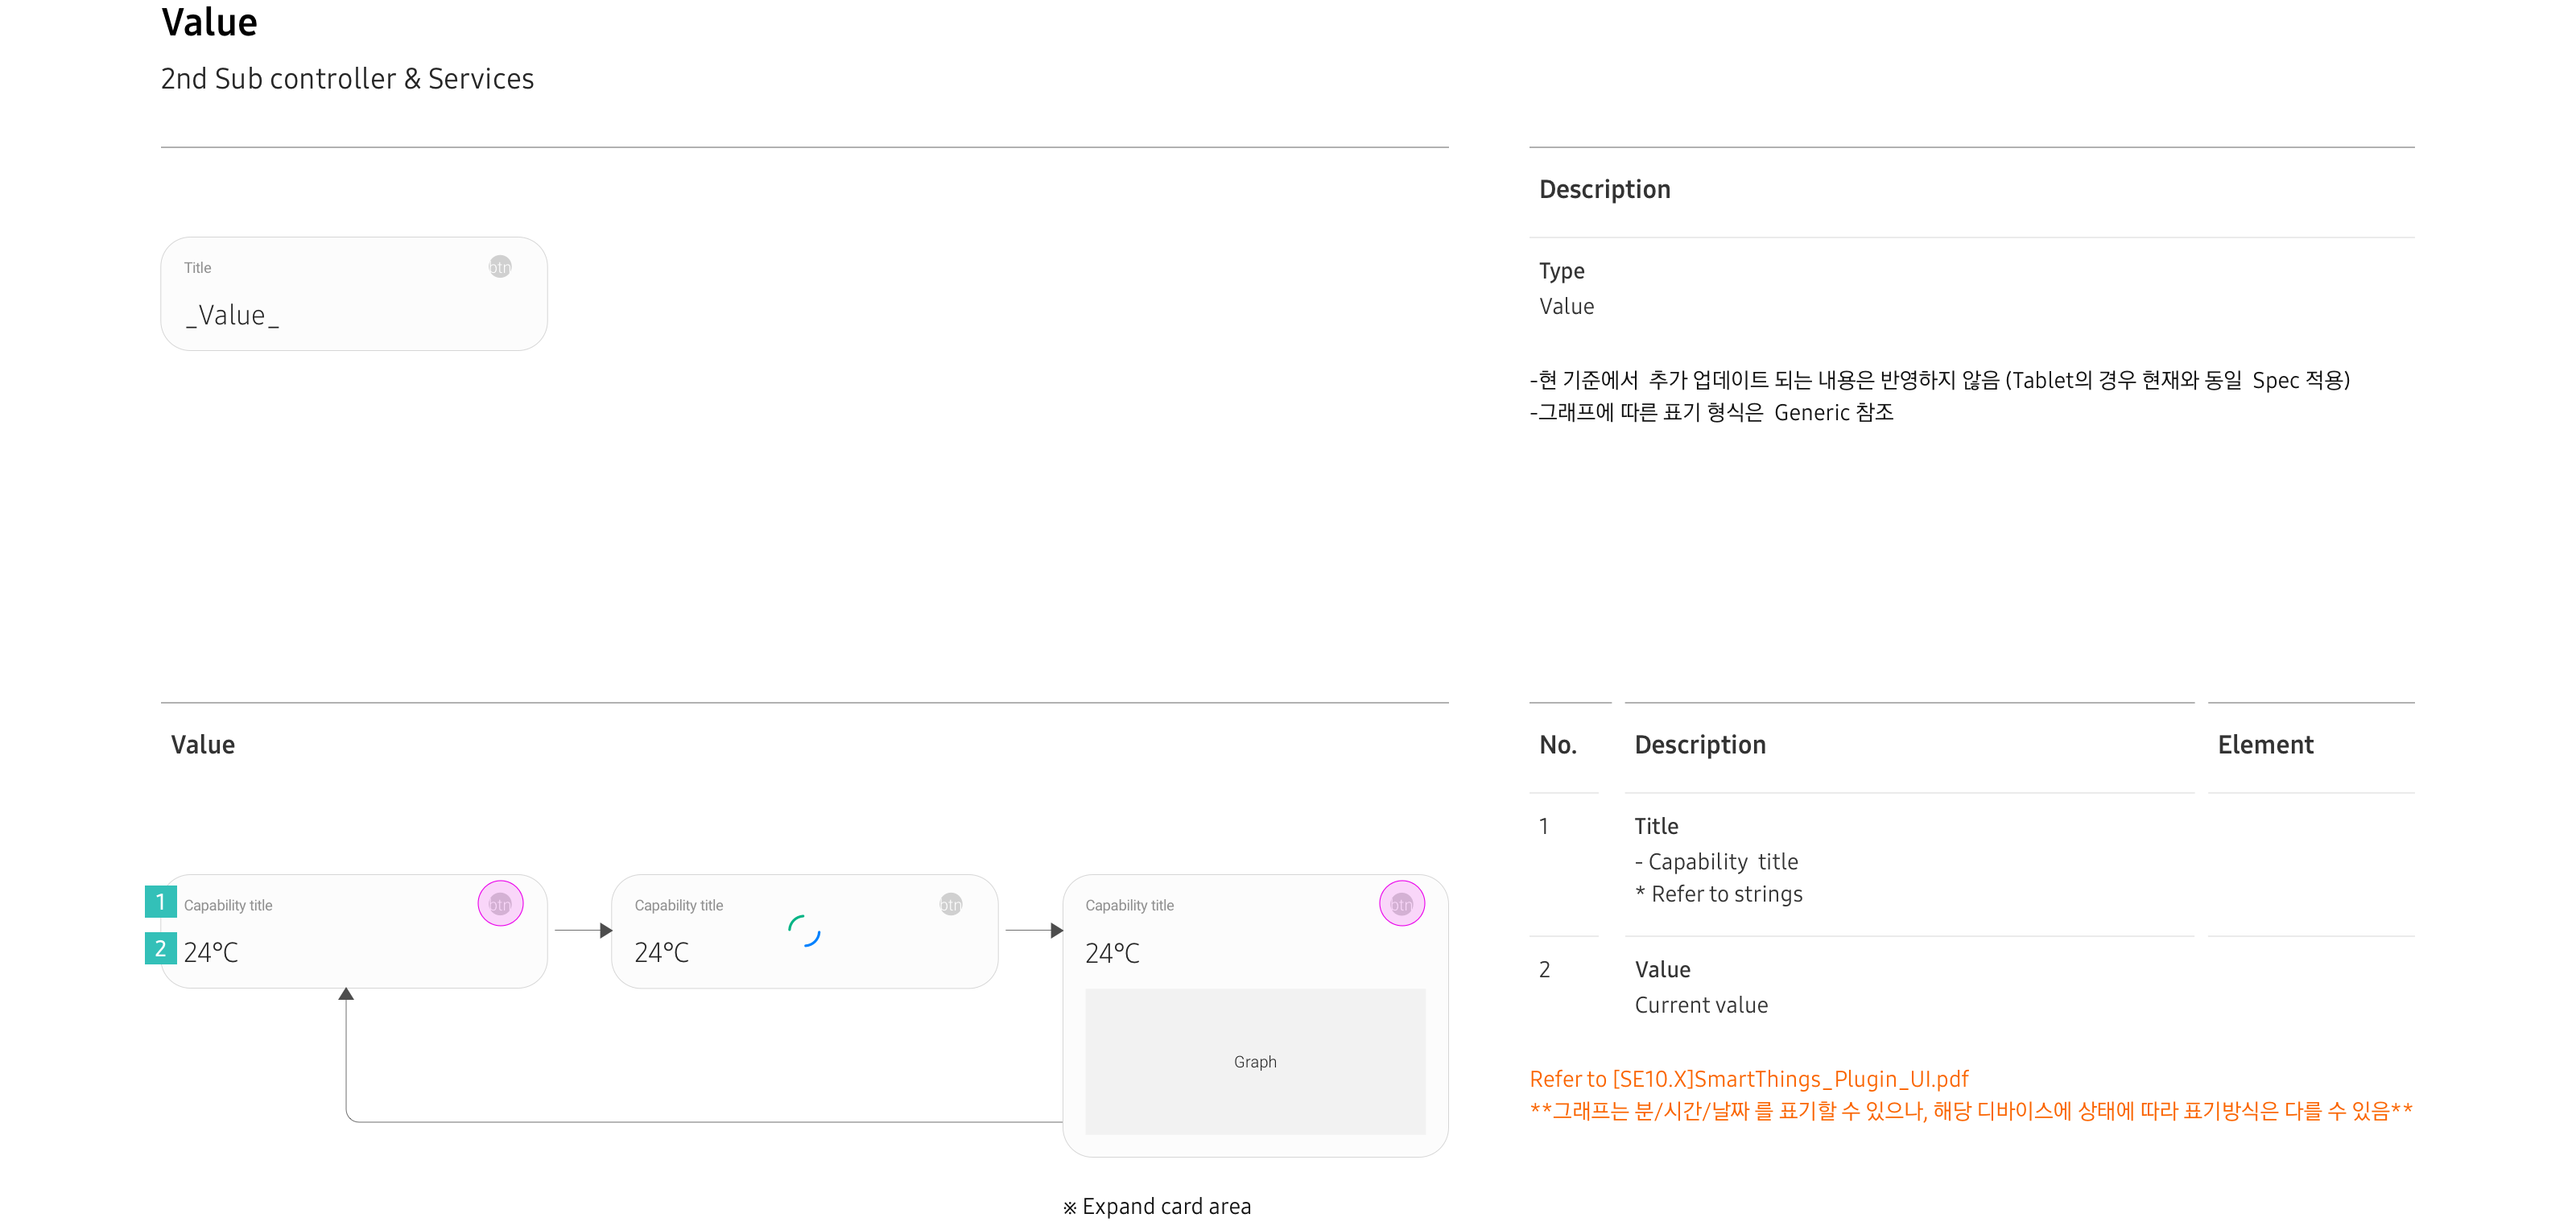 Value
2nd Sub controller & Services
Title
btn
_Value_
Description
Type
Value
-현 기준에서 추가 업데이트 되는 내용은 반영하지 않음 (Tablet의 경우 현재와 동일 Spec 적용)
-그래프에 따른 표기 형식은 Generic 참조
Value
1 Capability title
btn
2 24°C
Capability title
btn
24°C
Capability title
btn
24°C
Graph
※ Expand card area
No. Description Element
1 Title
- Capability title
* Refer to strings
2 Value
Current value
Refer to [SE10.X]SmartThings_Plugin_UI.pdf
**그래프는 분/시간/날짜 를 표기할 수 있으나, 해당 디바이스에 상태에 따라 표기방식은 다를 수 있음**